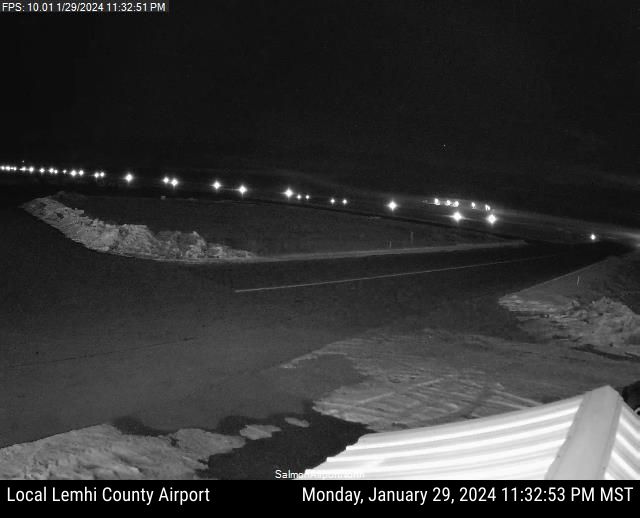 FPS: 10.01 1/29/2024 11:32:51 PM
Local Lemhi County Airport
Monday, January 29, 2024 11:32:53 PM MST